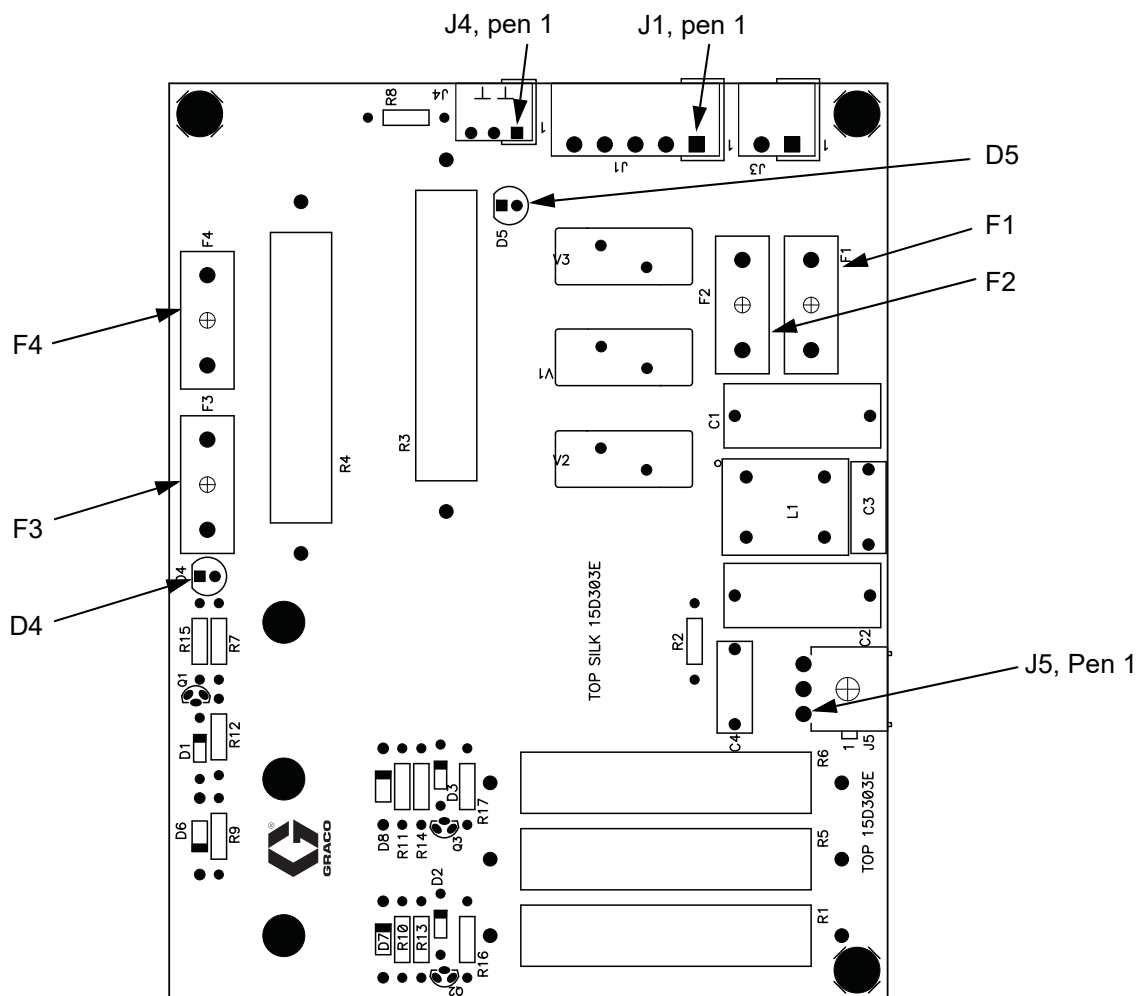 J4, pen 1
J1, pen 1
J4
R8
1
J1
1
J3
1
D5
D5
F1
F1
F2
F2
F4
F4
V3
V1
V2
R3
R4
C1
F3
F3
L1
C3
D4
D4
R15
R7
R2
C2
TOP SILK 15D303E
J5, Pen 1
Q1
D1
R12
C4
1
J5
R6
D3
R17
D6
R9
® GRACO
D8
R11
R14
Q3
R5
TOP 15D303E
D2
D7
R10
R13
R16
Q2
R1